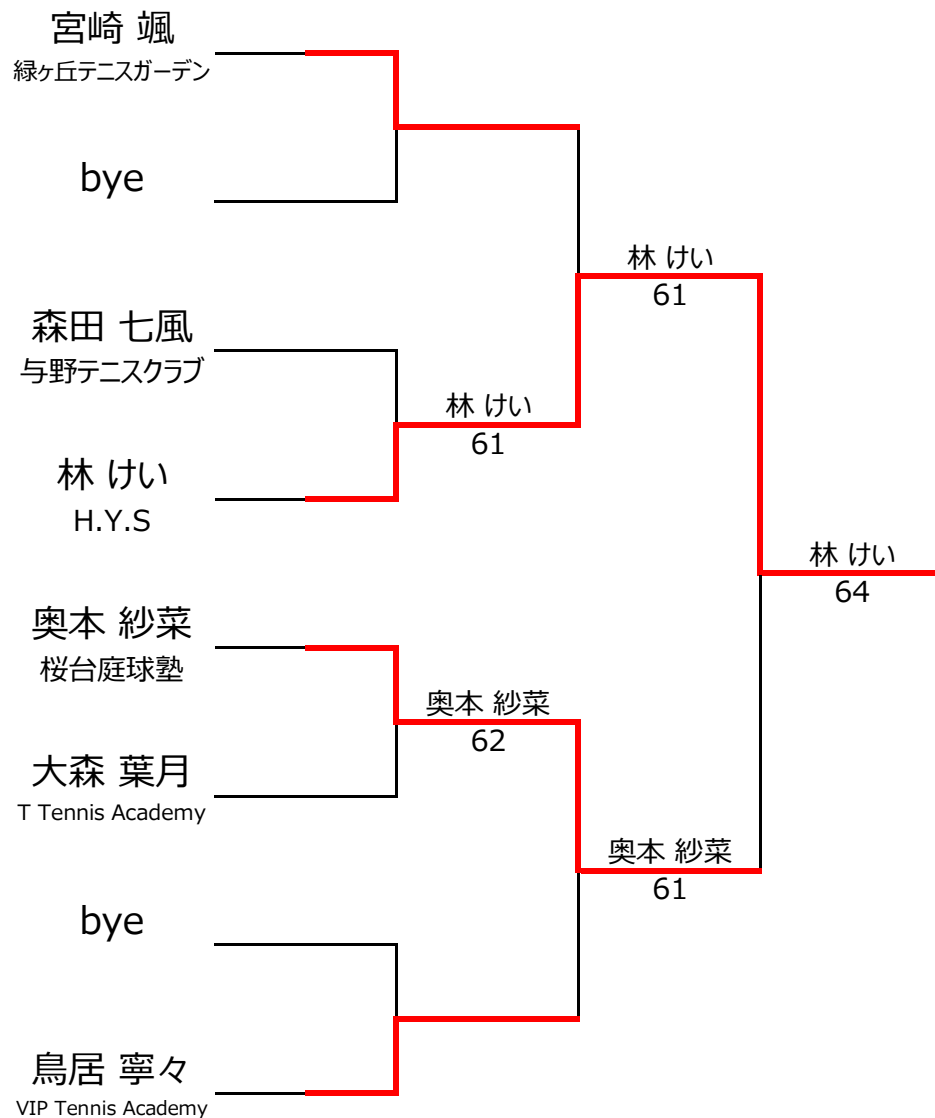 宮崎 颯
緑ヶ丘テニスガーデン
bye
森田 七風
与野テニスクラブ
林 けい
H.Y.S
奥本 紗菜
桜台庭球塾
大森 葉月
T Tennis Academy
bye
鳥居 寧々
VIP Tennis Academy
林 けい
61
奥本 紗菜
62
林 けい
61
奥本 紗菜
61
林 けい
64